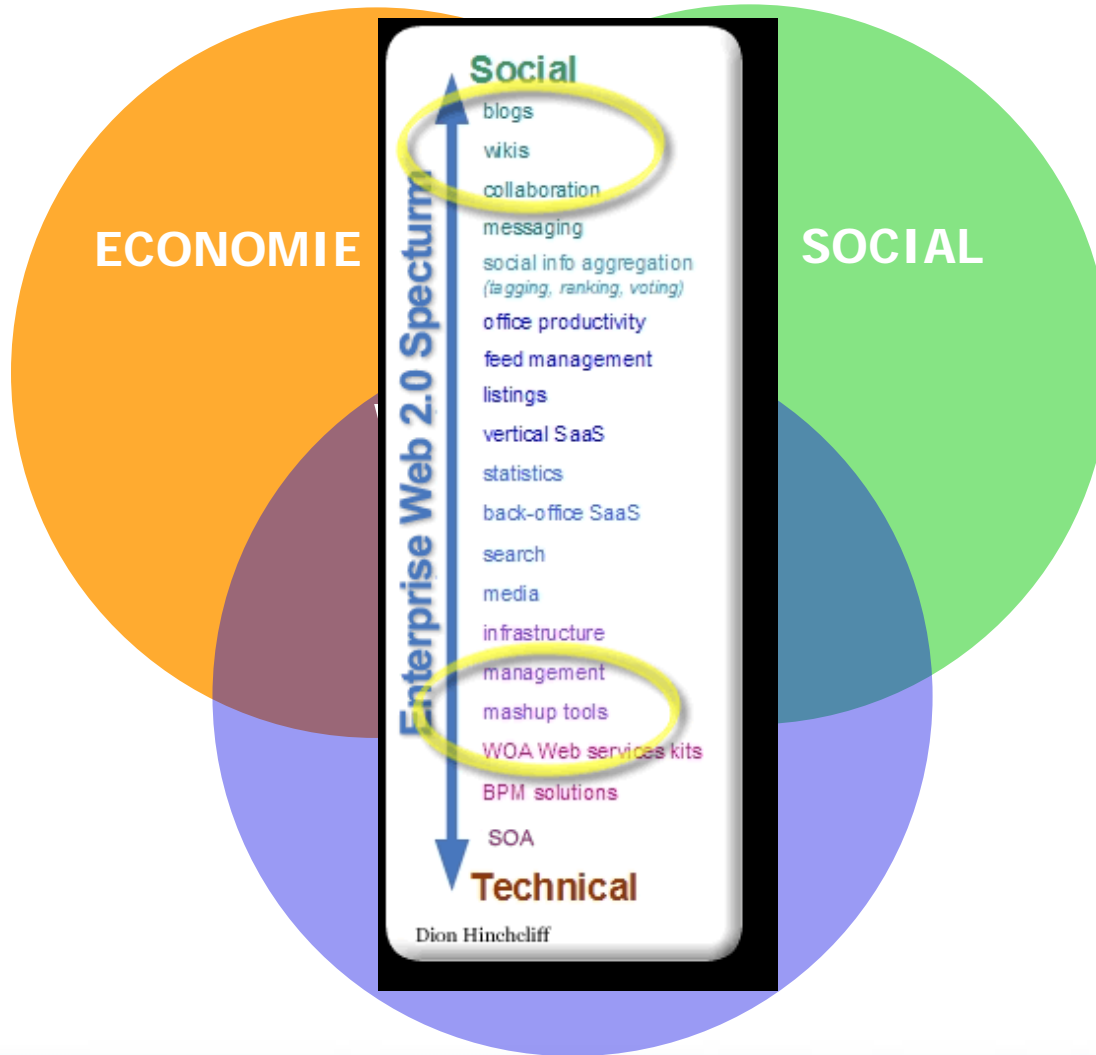 ECONOMIE
SOCIAL
Enterprise Web 2.0 Specturm
Social
blogs
wikis
collaboration
messaging
social info aggregation
(tagging, ranking, voting)
office productivity
feed management
listings
vertical SaaS
statistics
back-office SaaS
search
media
infrastructure
management
mashup tools
WOA Web services kits
BPM solutions
SOA
Technical
Dion Hinchcliff